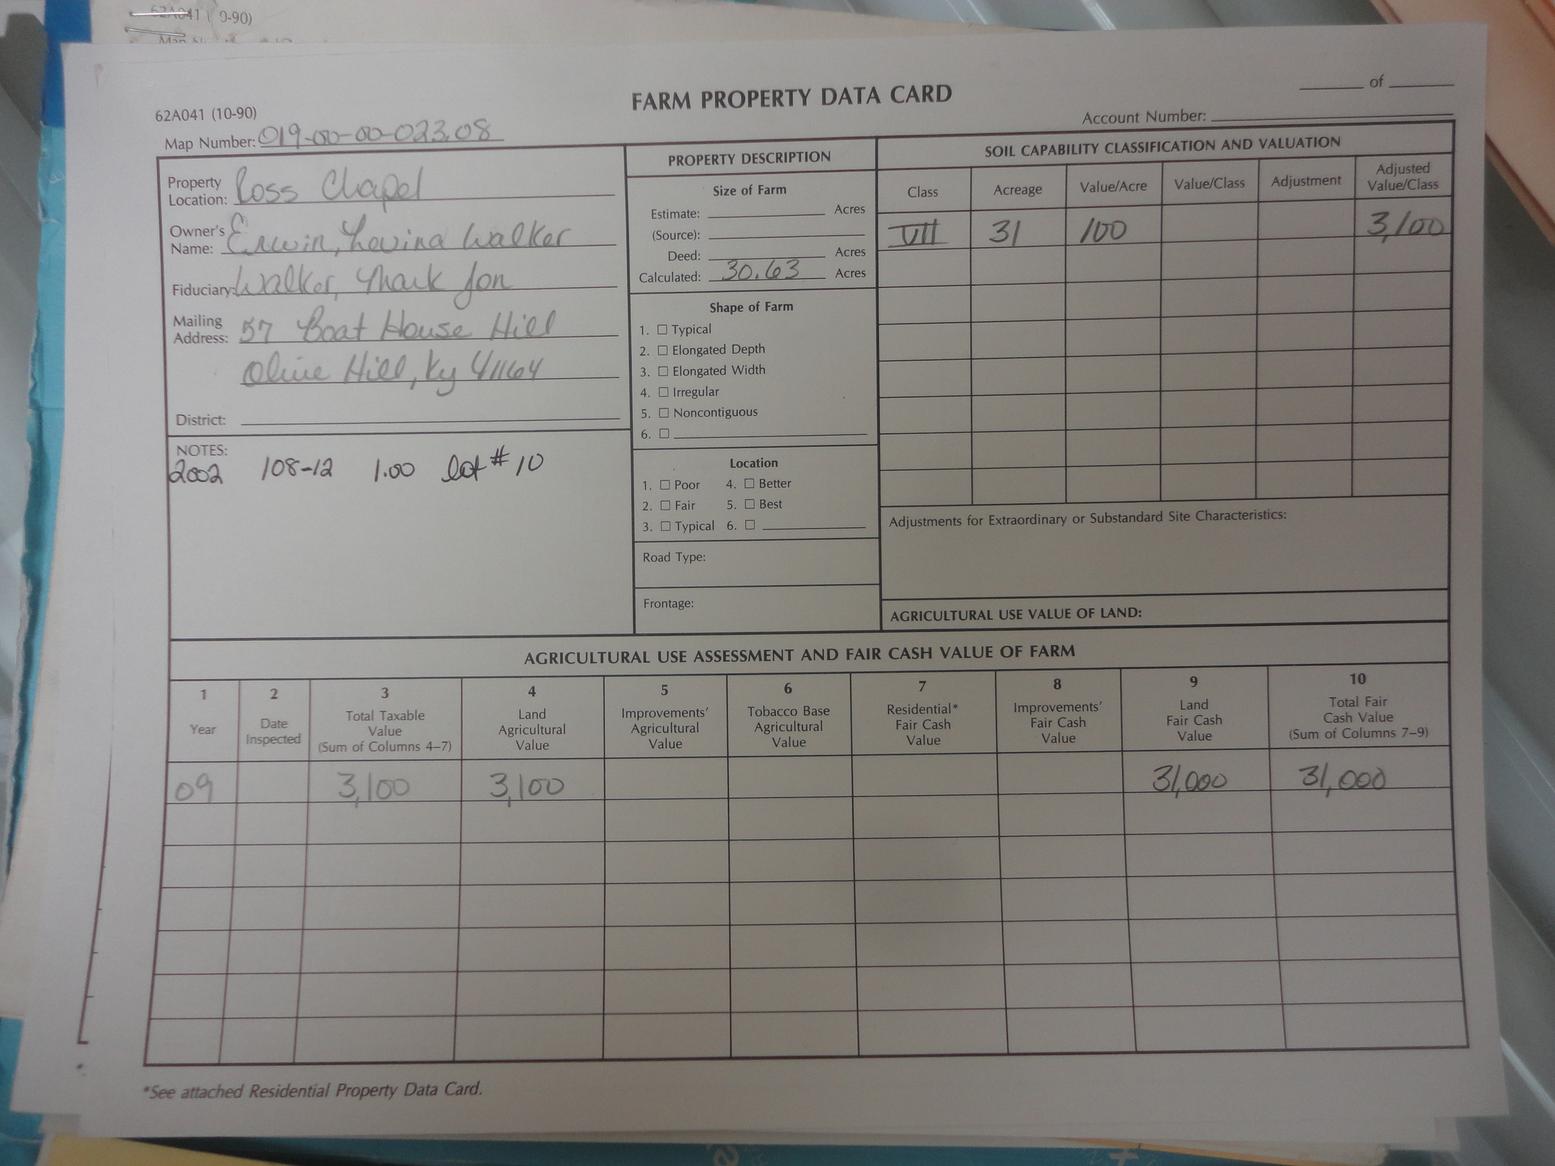 62A041 (10-90)
FARM PROPERTY DATA CARD
____ of ____
Map Number: 019-00-00-023.08
Account Number:
Property Location: Ross Chapel
Owner's Name: Erwin, Lovina Walker
Fiduciary: Walker, Mark Jon
Mailing Address: 57 Boat House Hill
Olive Hill, Ky 41164
District:
NOTES:
2002 108-12 1.00 lot # 10
PROPERTY DESCRIPTION
Size of Farm
Estimate: Acres
(Source):
Deed: Acres
Calculated: 30.63 Acres
Shape of Farm
1. ☐ Typical
2. ☐ Elongated Depth
3. ☐ Elongated Width
4. ☐ Irregular
5. ☐ Noncontiguous
6. ☐
Location
1. ☐ Poor 4. ☐ Better
2. ☐ Fair 5. ☐ Best
3. ☐ Typical 6. ☐
Road Type:
Frontage:
SOIL CAPABILITY CLASSIFICATION AND VALUATION
Class Acreage Value/Acre Value/Class Adjustment Adjusted Value/Class
VII 31 100 3,100
Adjustments for Extraordinary or Substandard Site Characteristics:
AGRICULTURAL USE VALUE OF LAND:
AGRICULTURAL USE ASSESSMENT AND FAIR CASH VALUE OF FARM
1 Year
2 Date Inspected
3 Total Taxable Value (Sum of Columns 4–7)
4 Land Agricultural Value
5 Improvements' Agricultural Value
6 Tobacco Base Agricultural Value
7 Residential* Fair Cash Value
8 Improvements' Fair Cash Value
9 Land Fair Cash Value
10 Total Fair Cash Value (Sum of Columns 7–9)
09 3,100 3,100 31,000 31,000
*See attached Residential Property Data Card.